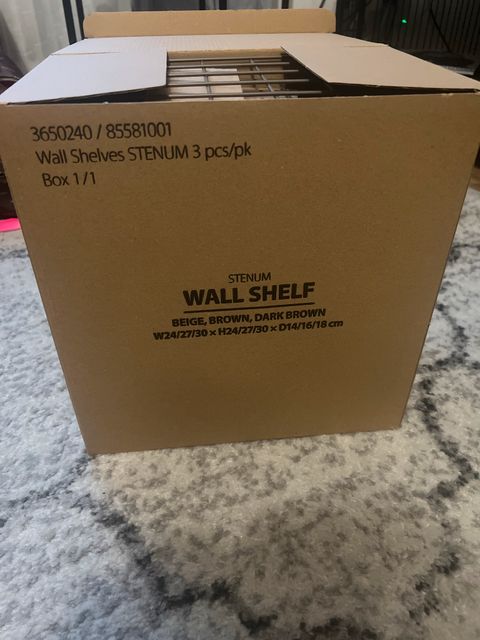 3650240 / 85581001
Wall Shelves STENUM 3 pcs/pk
Box 1/1
STENUM
WALL SHELF
BEIGE, BROWN, DARK BROWN
W24/27/30 × H24/27/30 × D14/16/18 cm